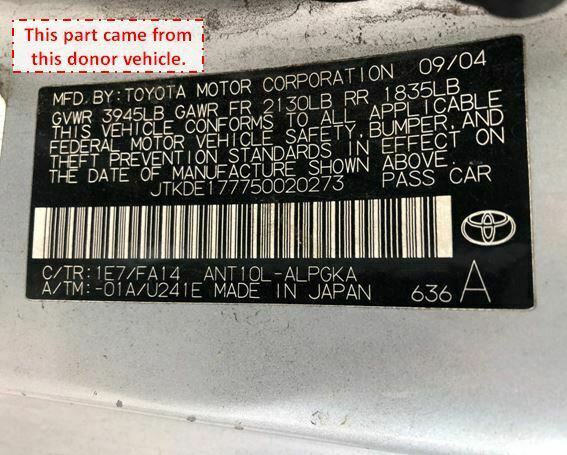 This part came from
this donor vehicle.
MFD. BY: TOYOTA MOTOR CORPORATION 09/04
GVWR 3945LB GAWR FR 2130LB RR 1835LB
THIS VEHICLE CONFORMS TO ALL APPLICABLE
FEDERAL MOTOR VEHICLE SAFETY, BUMPER, AND
THEFT PREVENTION STANDARDS IN EFFECT ON
THE DATE OF MANUFACTURE SHOWN ABOVE.
JTKDE177750020273 PASS CAR
C/TR: 1E7/FA14 ANT10L-ALPGKA
A/TM: -01A/U241E MADE IN JAPAN 636 A